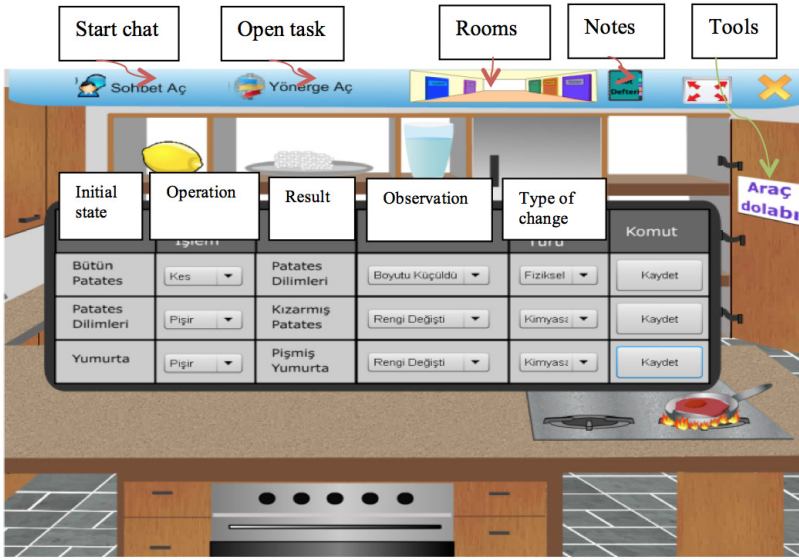 Start chat
Open task
Rooms
Notes
Tools
Sohbet Aç
Yönerge Aç
Defteri
Araç
dolabı
Initial
state
Operation
Result
Observation
Type of
change
İşlem
Türü
Komut
Bütün
Patates
Kes
Patates
Dilimleri
Boyutu Küçüldü
Fiziksel
Kaydet
Patates
Dilimleri
Pişir
Kızarmış
Patates
Rengi Değişti
Kimyasa
Kaydet
Yumurta
Pişir
Pişmiş
Yumurta
Rengi Değişti
Kimyasa
Kaydet